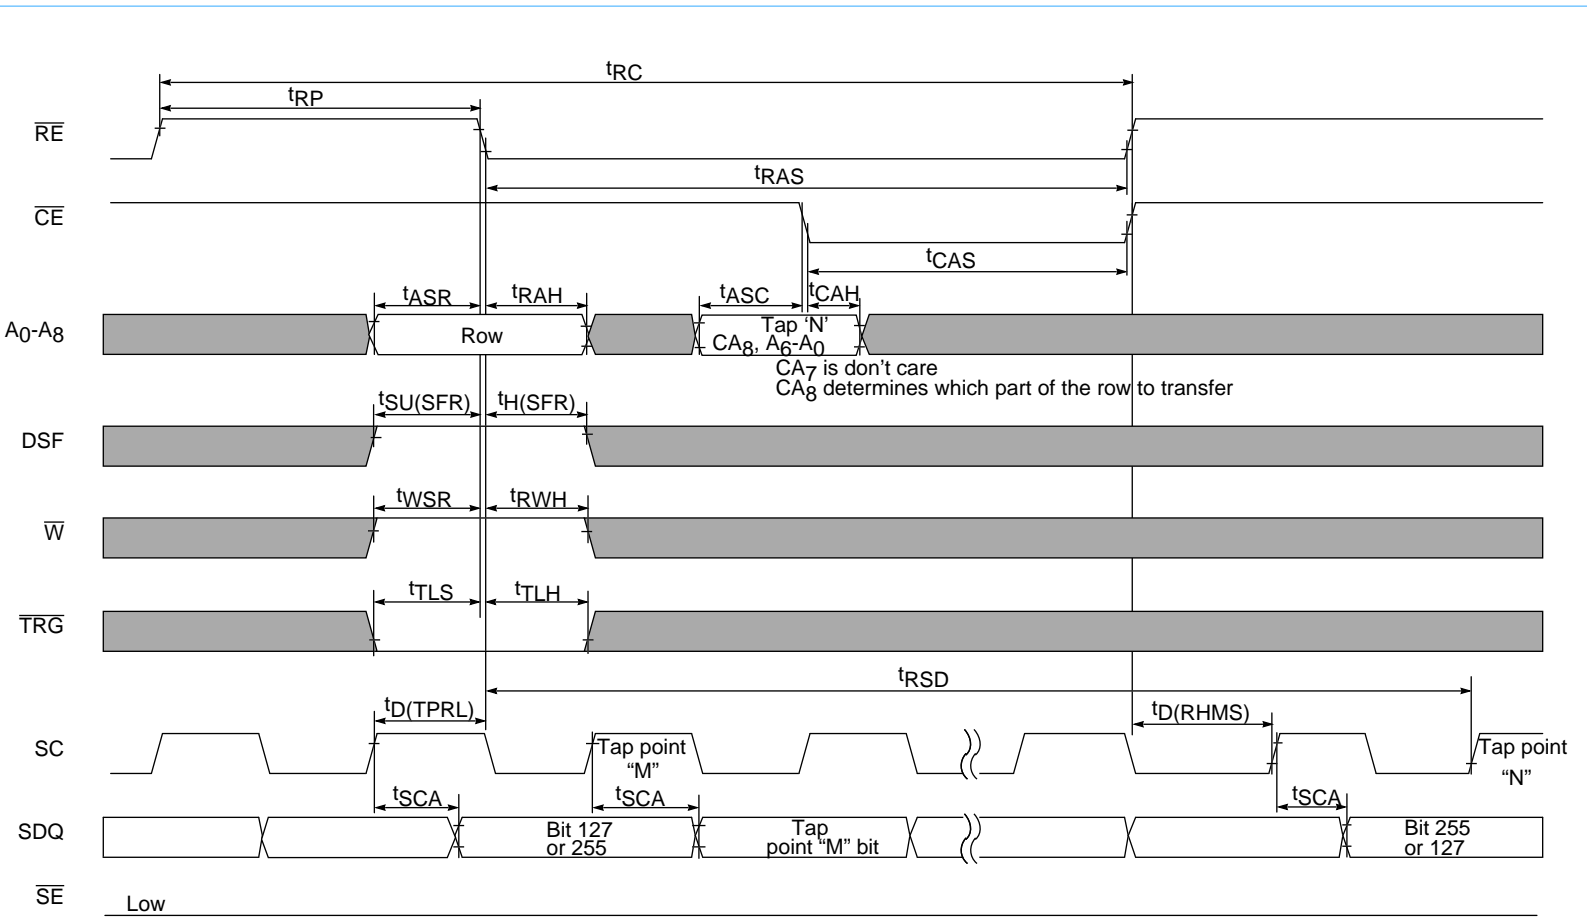 tRC
tRP
RE
tRAS
CE
tCAS
tASR
tRAH
tASC
tCAH
A0-A8
Row
Tap ‘N’
CA8, A6-A0
CA7 is don’t care
CA8 determines which part of the row to transfer
tSU(SFR)
tH(SFR)
DSF
tWSR
tRWH
W
tTLS
tTLH
TRG
tRSD
tD(TPRL)
tD(RHMS)
SC
Tap point
“M”
Tap point
“N”
tSCA
tSCA
tSCA
SDQ
Bit 127
or 255
Tap
point “M” bit
Bit 255
or 127
SE
Low